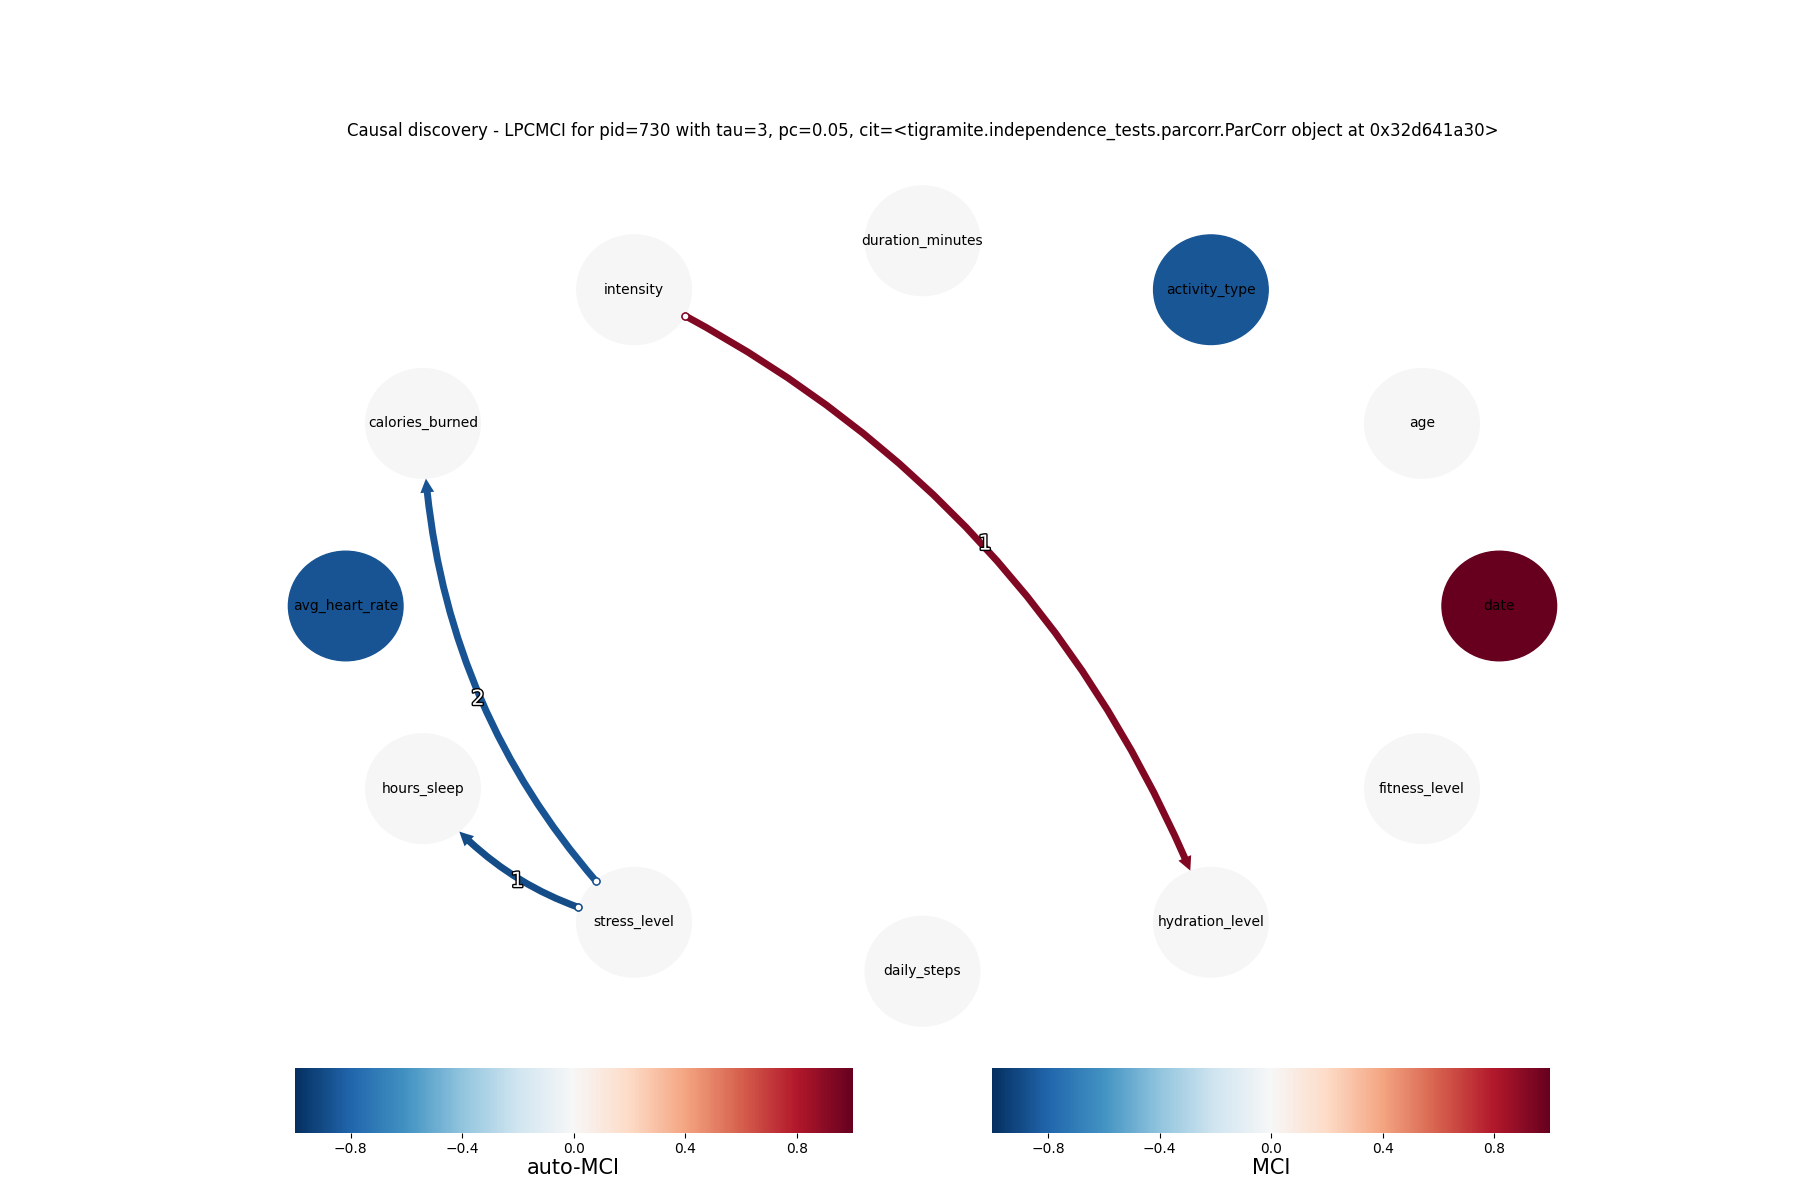 Causal discovery - LPCMCI for pid=730 with tau=3, pc=0.05, cit=<tigramite.independence_tests.parcorr.ParCorr object at 0x32d641a30>
duration_minutes
intensity
activity_type
calories_burned
age
1
avg_heart_rate
date
2
hours_sleep
fitness_level
1
stress_level
hydration_level
daily_steps
−0.8 −0.4 0.0 0.4 0.8
auto-MCI
−0.8 −0.4 0.0 0.4 0.8
MCI